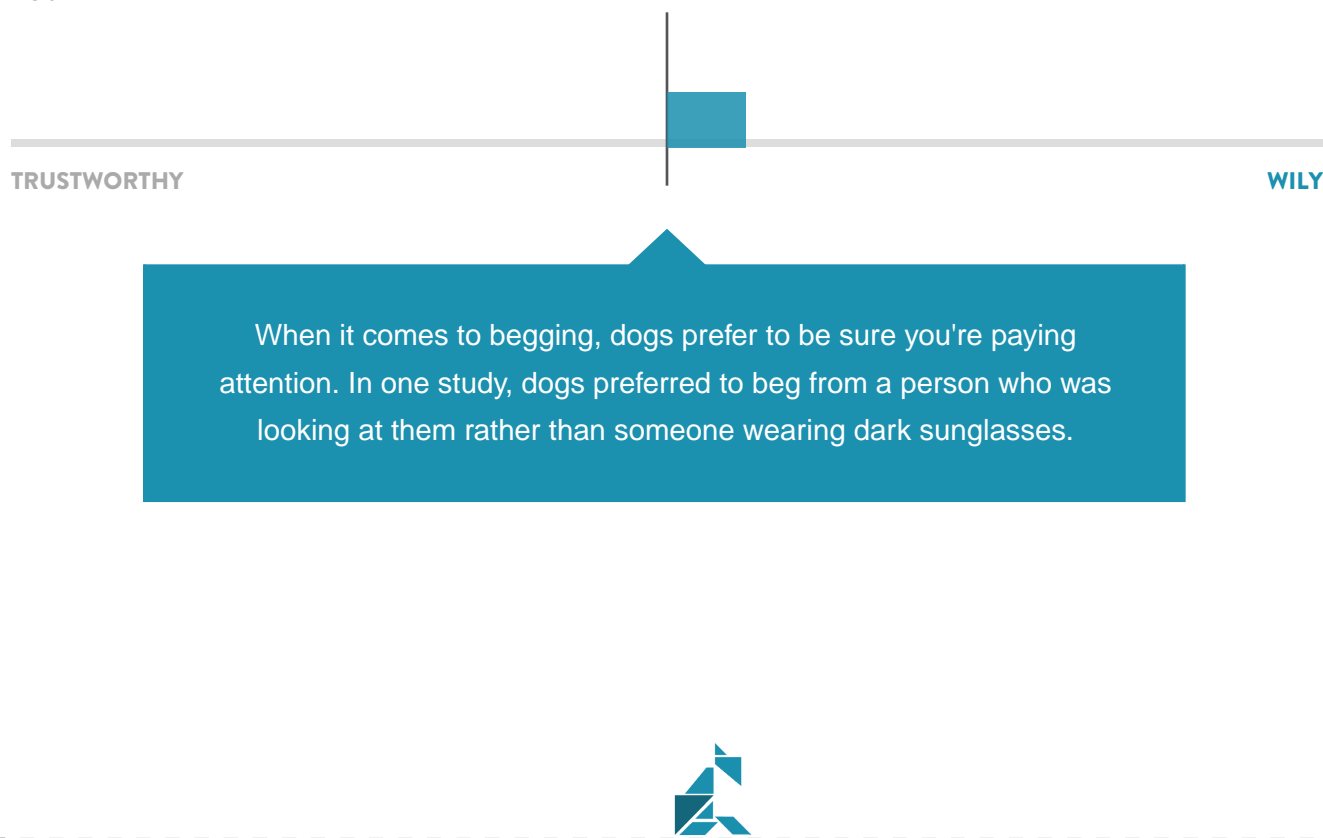 TRUSTWORTHY
WILY
When it comes to begging, dogs prefer to be sure you're paying
attention. In one study, dogs preferred to beg from a person who was
looking at them rather than someone wearing dark sunglasses.